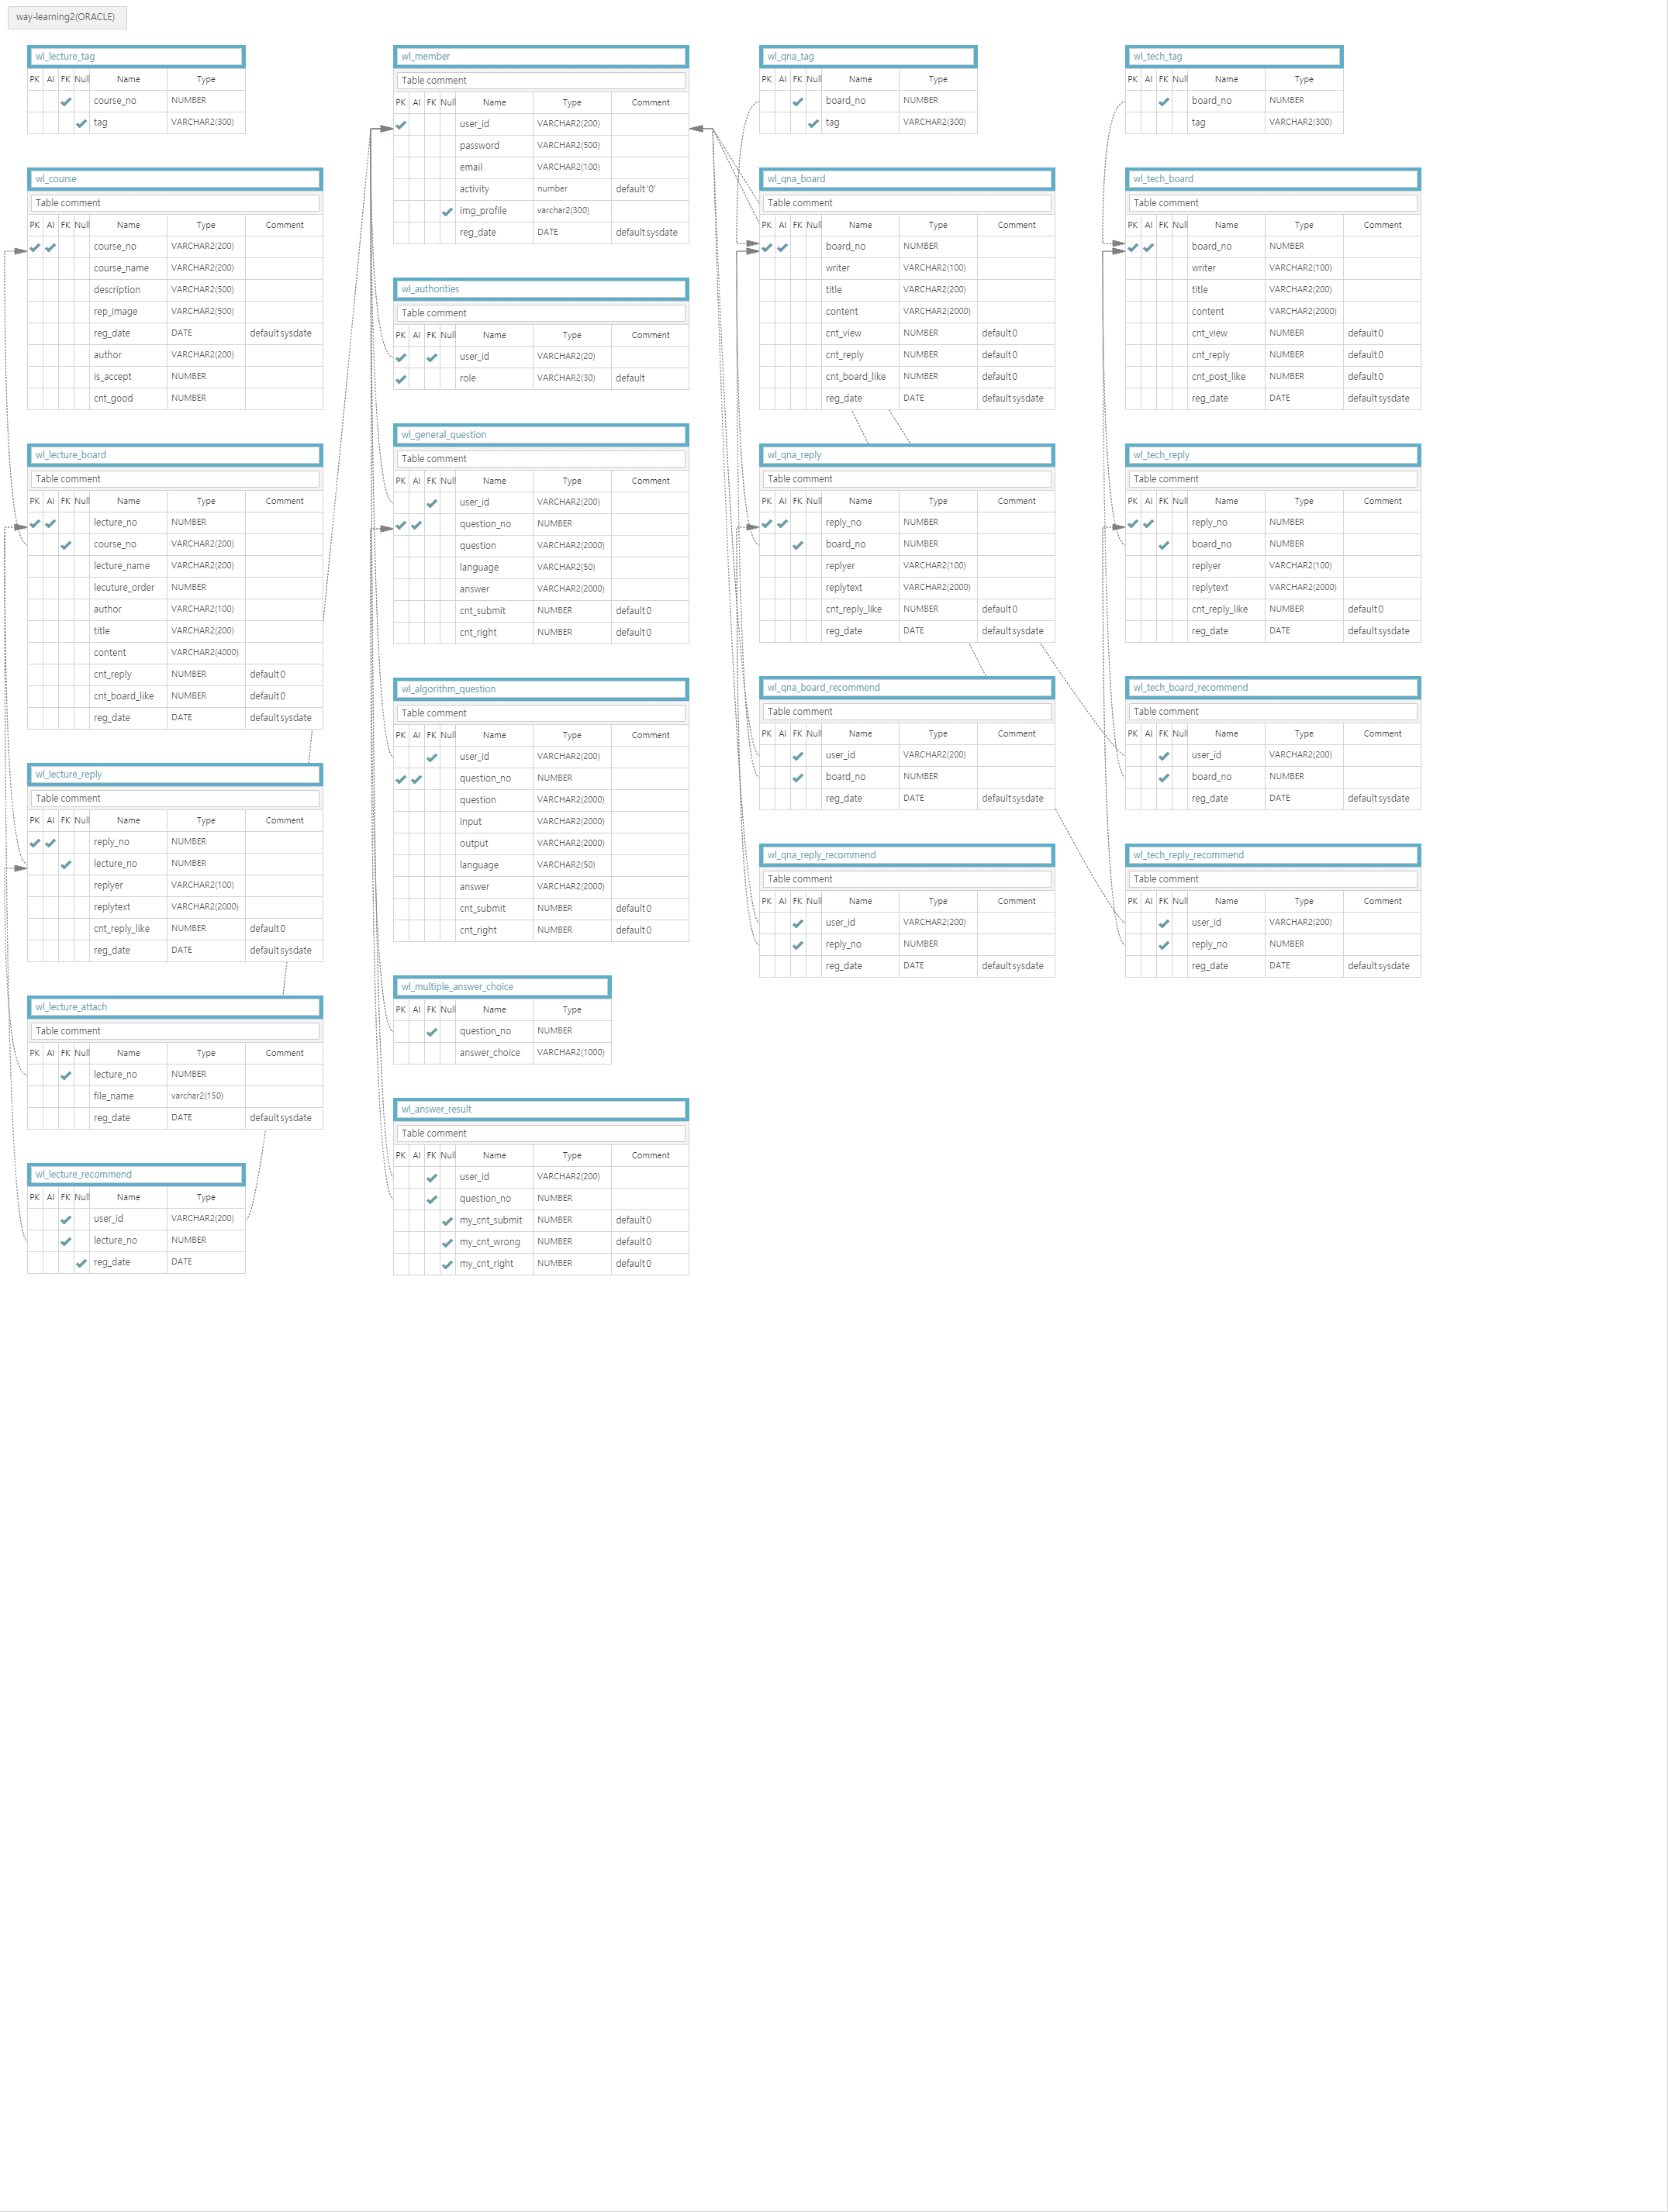 way-learning2(ORACLE)
wl_lecture_tag
PK AI FK Null Name Type
course_no NUMBER
tag VARCHAR2(300)
wl_course
Table comment
PK AI FK Null Name Type Comment
course_no VARCHAR2(200)
course_name VARCHAR2(200)
description VARCHAR2(500)
rep_image VARCHAR2(500)
reg_date DATE default sysdate
author VARCHAR2(200)
is_accept NUMBER
cnt_good NUMBER
wl_lecture_board
Table comment
PK AI FK Null Name Type Comment
lecture_no NUMBER
course_no VARCHAR2(200)
lecture_name VARCHAR2(200)
lecuture_order NUMBER
author VARCHAR2(100)
title VARCHAR2(200)
content VARCHAR2(4000)
cnt_reply NUMBER default 0
cnt_board_like NUMBER default 0
reg_date DATE default sysdate
wl_lecture_reply
Table comment
PK AI FK Null Name Type Comment
reply_no NUMBER
lecture_no NUMBER
replyer VARCHAR2(100)
replytext VARCHAR2(2000)
cnt_reply_like NUMBER default 0
reg_date DATE default sysdate
wl_lecture_attach
Table comment
PK AI FK Null Name Type Comment
lecture_no NUMBER
file_name varchar2(150)
reg_date DATE default sysdate
wl_lecture_recommend
PK AI FK Null Name Type
user_id VARCHAR2(200)
lecture_no NUMBER
reg_date DATE
wl_member
Table comment
PK AI FK Null Name Type Comment
user_id VARCHAR2(200)
password VARCHAR2(500)
email VARCHAR2(100)
activity number default '0'
img_profile varchar2(300)
reg_date DATE default sysdate
wl_authorities
Table comment
PK AI FK Null Name Type Comment
user_id VARCHAR2(20)
role VARCHAR2(30) default
wl_general_question
Table comment
PK AI FK Null Name Type Comment
user_id VARCHAR2(200)
question_no NUMBER
question VARCHAR2(2000)
language VARCHAR2(50)
answer VARCHAR2(2000)
cnt_submit NUMBER default 0
cnt_right NUMBER default 0
wl_algorithm_question
Table comment
PK AI FK Null Name Type Comment
user_id VARCHAR2(200)
question_no NUMBER
question VARCHAR2(2000)
input VARCHAR2(2000)
output VARCHAR2(2000)
language VARCHAR2(50)
answer VARCHAR2(2000)
cnt_submit NUMBER default 0
cnt_right NUMBER default 0
wl_multiple_answer_choice
PK AI FK Null Name Type
question_no NUMBER
answer_choice VARCHAR2(1000)
wl_answer_result
Table comment
PK AI FK Null Name Type Comment
user_id VARCHAR2(200)
question_no NUMBER
my_cnt_submit NUMBER default 0
my_cnt_wrong NUMBER default 0
my_cnt_right NUMBER default 0
wl_qna_tag
PK AI FK Null Name Type
board_no NUMBER
tag VARCHAR2(300)
wl_qna_board
Table comment
PK AI FK Null Name Type Comment
board_no NUMBER
writer VARCHAR2(100)
title VARCHAR2(200)
content VARCHAR2(2000)
cnt_view NUMBER default 0
cnt_reply NUMBER default 0
cnt_board_like NUMBER default 0
reg_date DATE default sysdate
wl_qna_reply
Table comment
PK AI FK Null Name Type Comment
reply_no NUMBER
board_no NUMBER
replyer VARCHAR2(100)
replytext VARCHAR2(2000)
cnt_reply_like NUMBER default 0
reg_date DATE default sysdate
wl_qna_board_recommend
Table comment
PK AI FK Null Name Type Comment
user_id VARCHAR2(200)
board_no NUMBER
reg_date DATE default sysdate
wl_qna_reply_recommend
Table comment
PK AI FK Null Name Type Comment
user_id VARCHAR2(200)
reply_no NUMBER
reg_date DATE default sysdate
wl_tech_tag
PK AI FK Null Name Type
board_no NUMBER
tag VARCHAR2(300)
wl_tech_board
Table comment
PK AI FK Null Name Type Comment
board_no NUMBER
writer VARCHAR2(100)
title VARCHAR2(200)
content VARCHAR2(2000)
cnt_view NUMBER default 0
cnt_reply NUMBER default 0
cnt_post_like NUMBER default 0
reg_date DATE default sysdate
wl_tech_reply
Table comment
PK AI FK Null Name Type Comment
reply_no NUMBER
board_no NUMBER
replyer VARCHAR2(100)
replytext VARCHAR2(2000)
cnt_reply_like NUMBER default 0
reg_date DATE default sysdate
wl_tech_board_recommend
Table comment
PK AI FK Null Name Type Comment
user_id VARCHAR2(200)
board_no NUMBER
reg_date DATE default sysdate
wl_tech_reply_recommend
Table comment
PK AI FK Null Name Type Comment
user_id VARCHAR2(200)
reply_no NUMBER
reg_date DATE default sysdate